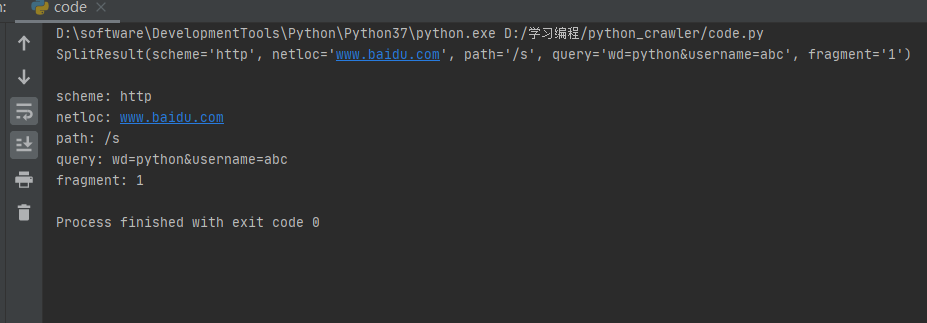 n:
code
D:\software\DevelopmentTools\Python\Python37\python.exe D:/学习编程/python_crawler/code.py
SplitResult(scheme='http', netloc='www.baidu.com', path='/s', query='wd=python&username=abc', fragment='1')
scheme: http
netloc: www.baidu.com
path: /s
query: wd=python&username=abc
fragment: 1
Process finished with exit code 0